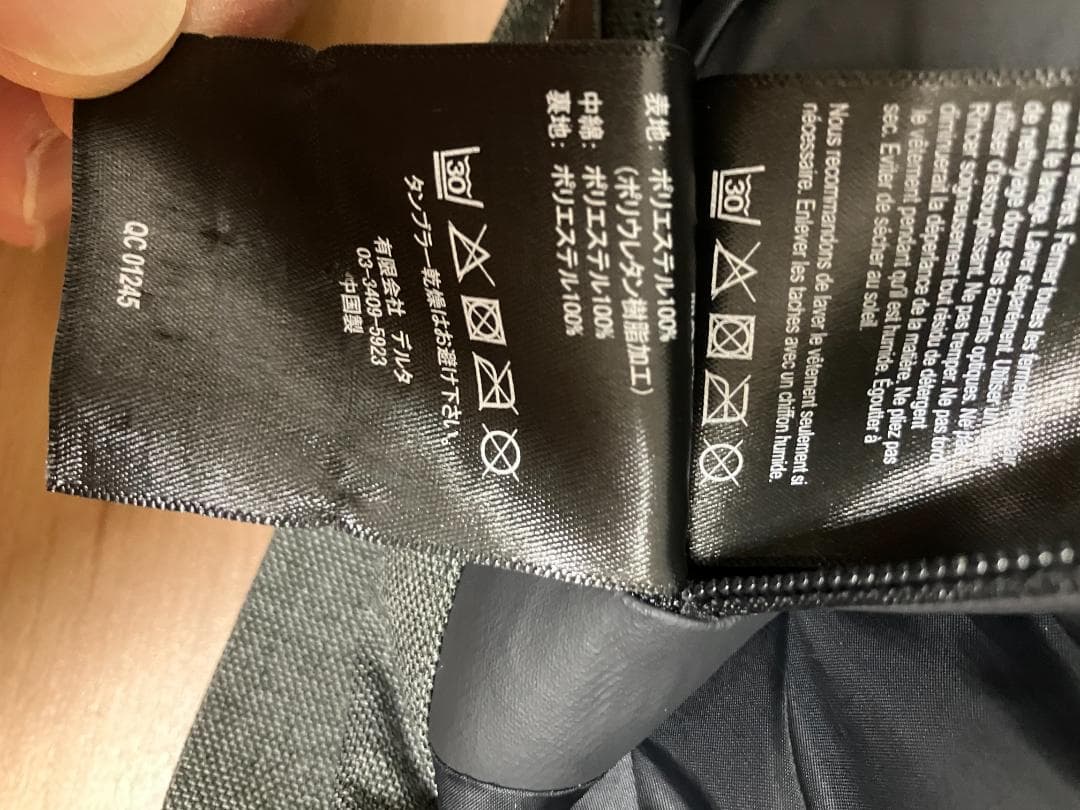 表地: ポリエステル100%
(ポリウレタン樹脂加工)
中綿: ポリエステル100%
裏地: ポリエステル100%
30
タンブラー乾燥はお避け下さい。
有限会社 デルタ
03-3409-5923
中国製
QC01245
avant le lavage. Laver séparément. Utiliser
de nettoyage doux sans azurants optiques. Ne
utiliser d'assouplissant. Ne pas tremper. Ne pas
Rincer soigneusement tout résidu de détergent
diminuerait la déperlance de la matière. Ne pliez pas
le vêtement pendant qu'il est humide. Égoutter à
sec. Eviter de sécher au soleil.
Nous recommandons de laver le vêtement seulement si
nécessaire. Enlever les taches avec un chiffon humide.
30